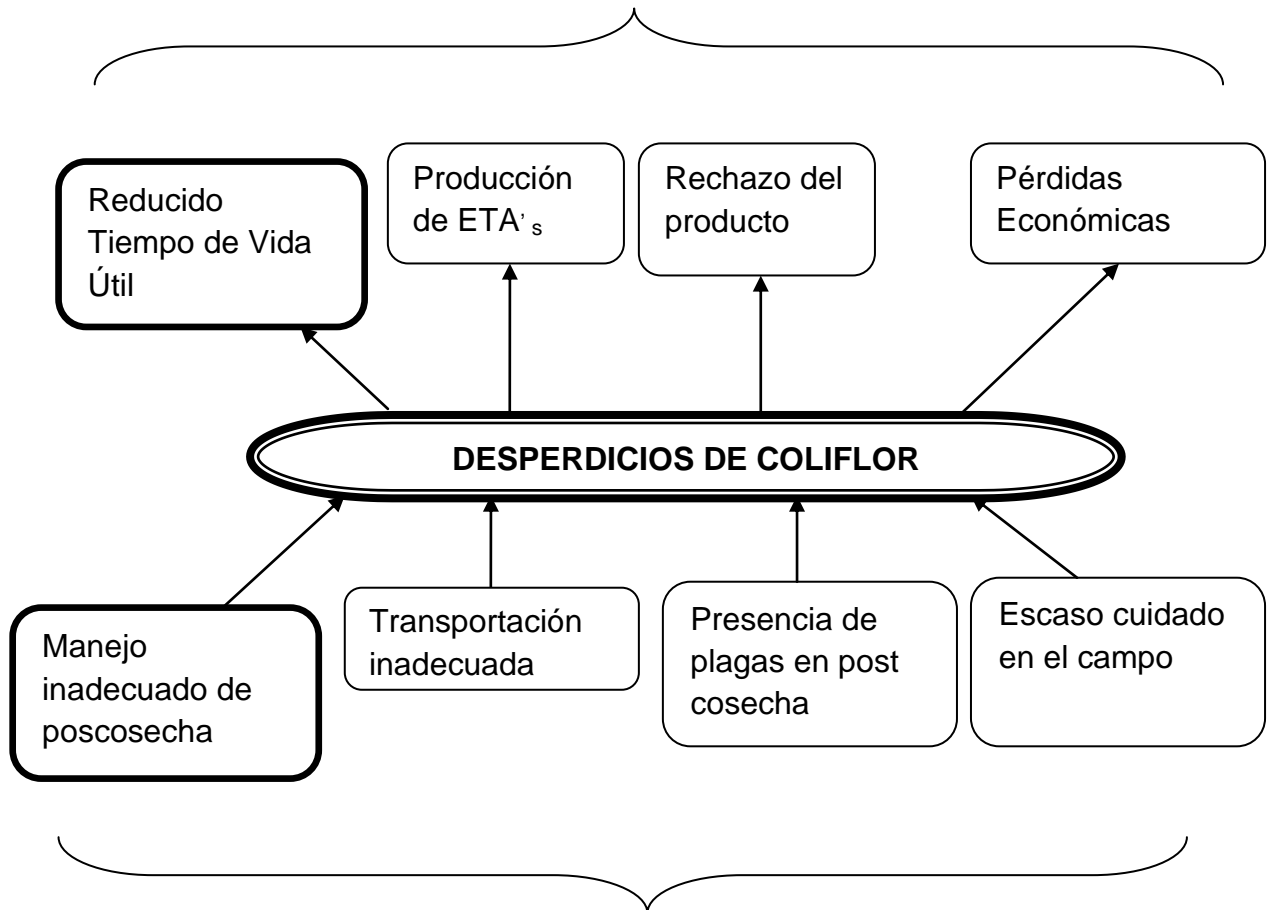 Reducido
Tiempo de Vida
Útil
Producción
de ETA’s
Rechazo del
producto
Pérdidas
Económicas
DESPERDICIOS DE COLIFLOR
Manejo
inadecuado de
poscosecha
Transportación
inadecuada
Presencia de
plagas en post
cosecha
Escaso cuidado
en el campo